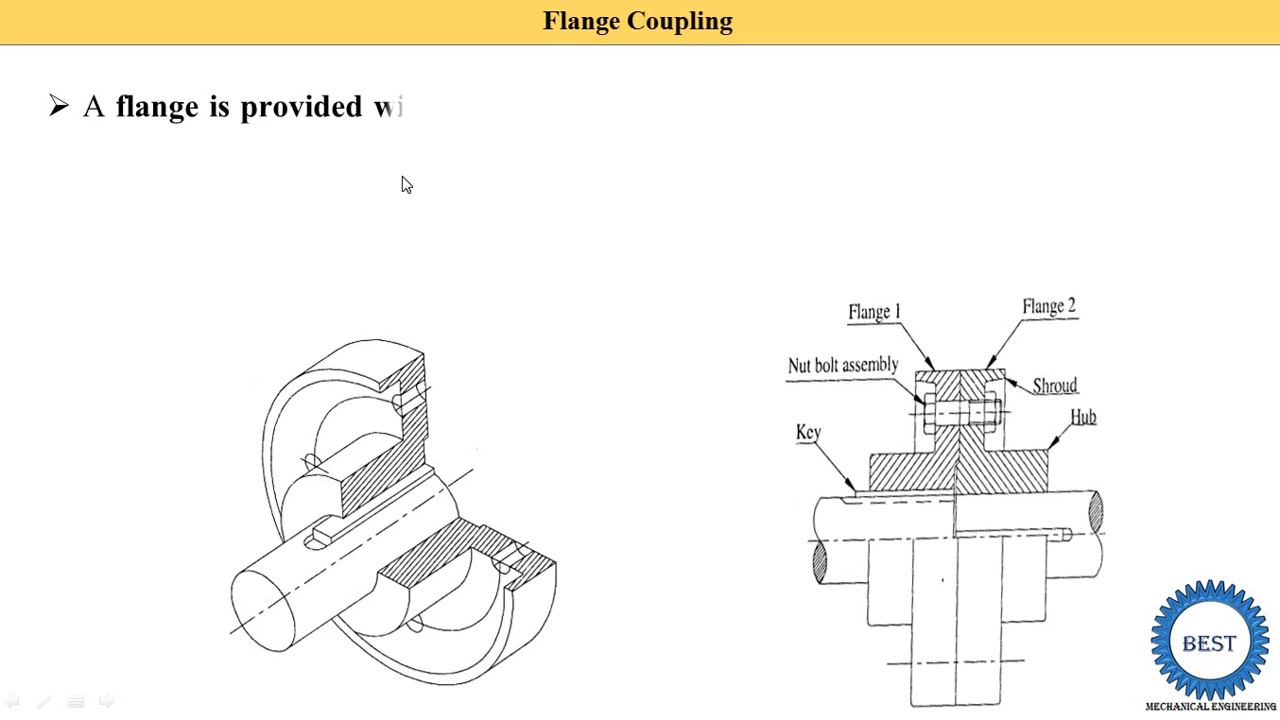 Flange Coupling
➤ A flange is provided wi
Flange 1
Flange 2
Nut bolt assembly
Shroud
Hub
Key
BEST
MECHANICAL ENGINEERING